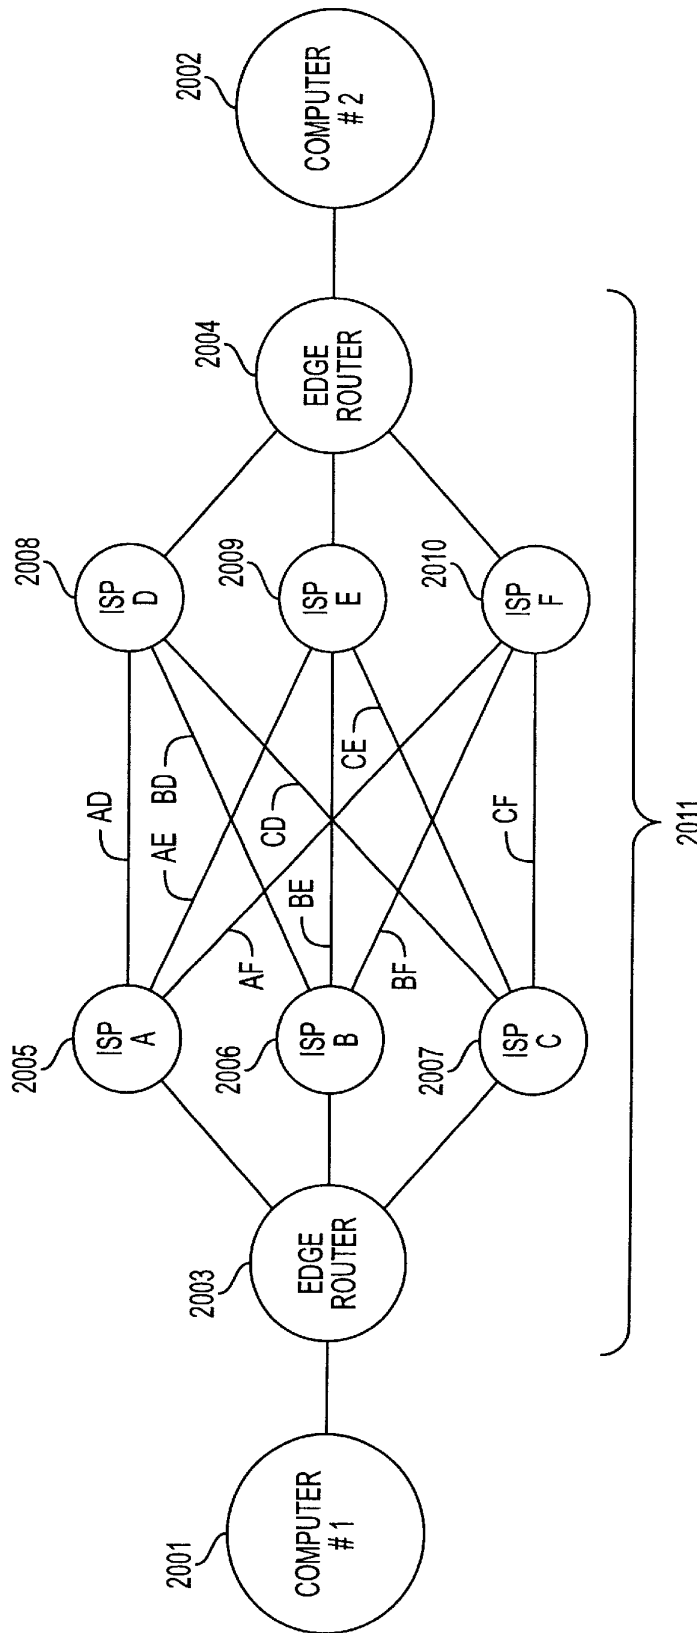 2001
COMPUTER
# 1
2003
EDGE
ROUTER
2005
ISP
A
2006
ISP
B
2007
ISP
C
AD
AE
BD
AF
CD
BE
CE
BF
CF
2008
ISP
D
2009
ISP
E
2010
ISP
F
2004
EDGE
ROUTER
2002
COMPUTER
# 2
2011